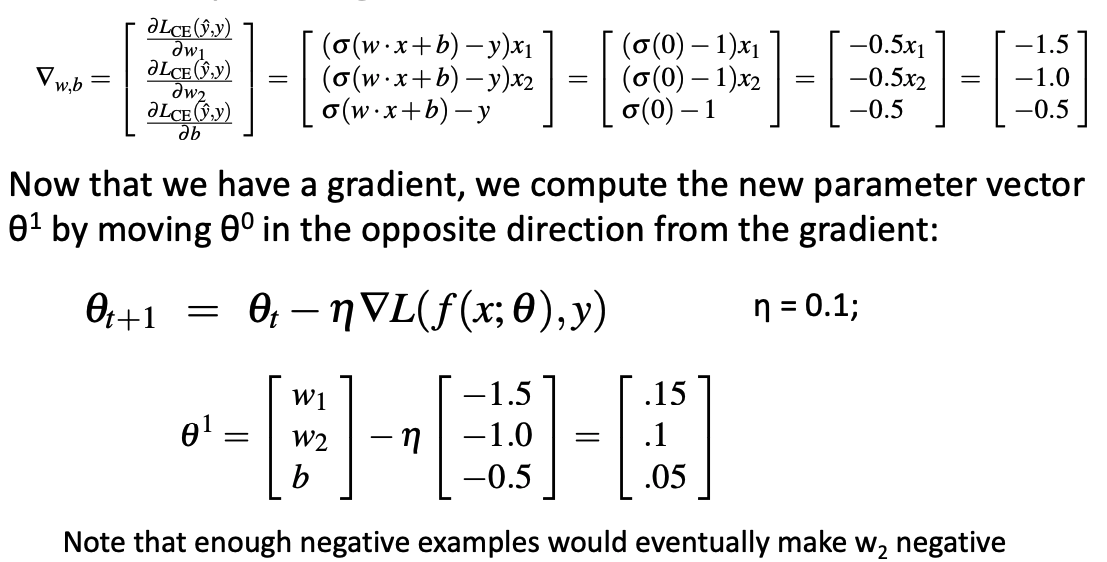 ∇w,b = [ ∂LCE(ŷ,y)/∂w1 ; ∂LCE(ŷ,y)/∂w2 ; ∂LCE(ŷ,y)/∂b ] = [ (σ(w·x+b)−y)x1 ; (σ(w·x+b)−y)x2 ; σ(w·x+b)−y ] = [ (σ(0)−1)x1 ; (σ(0)−1)x2 ; σ(0)−1 ] = [ −0.5x1 ; −0.5x2 ; −0.5 ] = [ −1.5 ; −1.0 ; −0.5 ]
Now that we have a gradient, we compute the new parameter vector
θ¹ by moving θ⁰ in the opposite direction from the gradient:
θt+1 = θt − η∇L(f(x;θ),y) η = 0.1;
θ¹ = [ w1 ; w2 ; b ] − η [ −1.5 ; −1.0 ; −0.5 ] = [ .15 ; .1 ; .05 ]
Note that enough negative examples would eventually make w2 negative